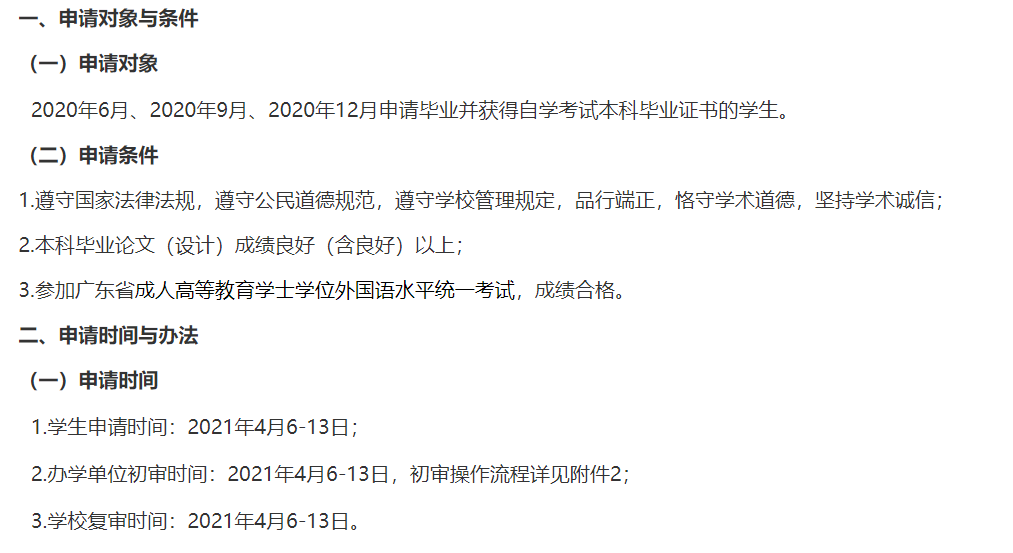 一、申请对象与条件
（一）申请对象
2020年6月、2020年9月、2020年12月申请毕业并获得自学考试本科毕业证书的学生。
（二）申请条件
1.遵守国家法律法规，遵守公民道德规范，遵守学校管理规定，品行端正，恪守学术道德，坚持学术诚信；
2.本科毕业论文（设计）成绩良好（含良好）以上；
3.参加广东省成人高等教育学士学位外国语水平统一考试，成绩合格。
二、申请时间与办法
（一）申请时间
1.学生申请时间：2021年4月6-13日；
2.办学单位初审时间：2021年4月6-13日，初审操作流程详见附件2；
3.学校复审时间：2021年4月6-13日。